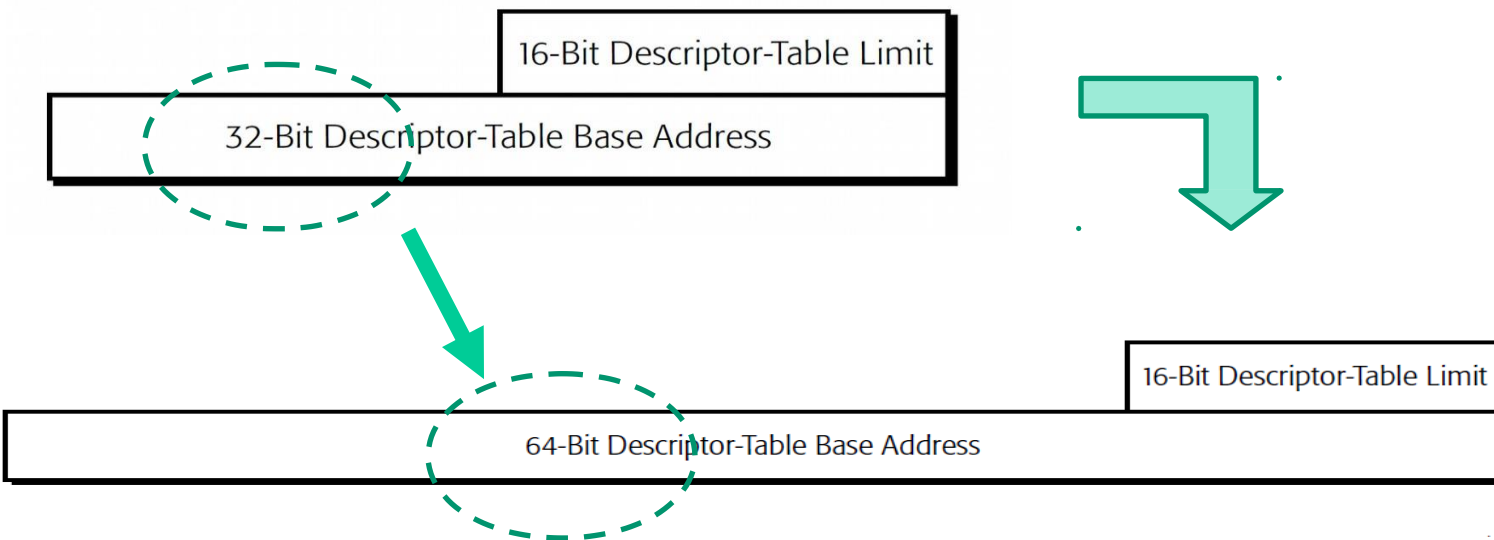 16-Bit Descriptor-Table Limit
32-Bit Descriptor-Table Base Address
16-Bit Descriptor-Table Limit
64-Bit Descriptor-Table Base Address